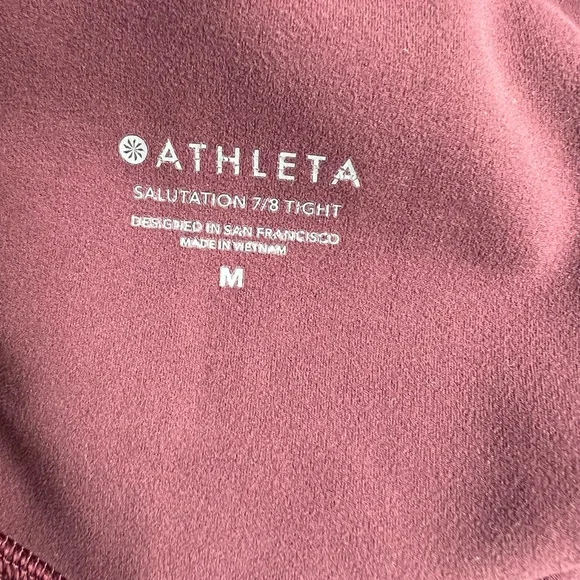 ATHLETA
SALUTATION 7/8 TIGHT
DESIGNED IN SAN FRANCISCO
MADE IN VIETNAM
M